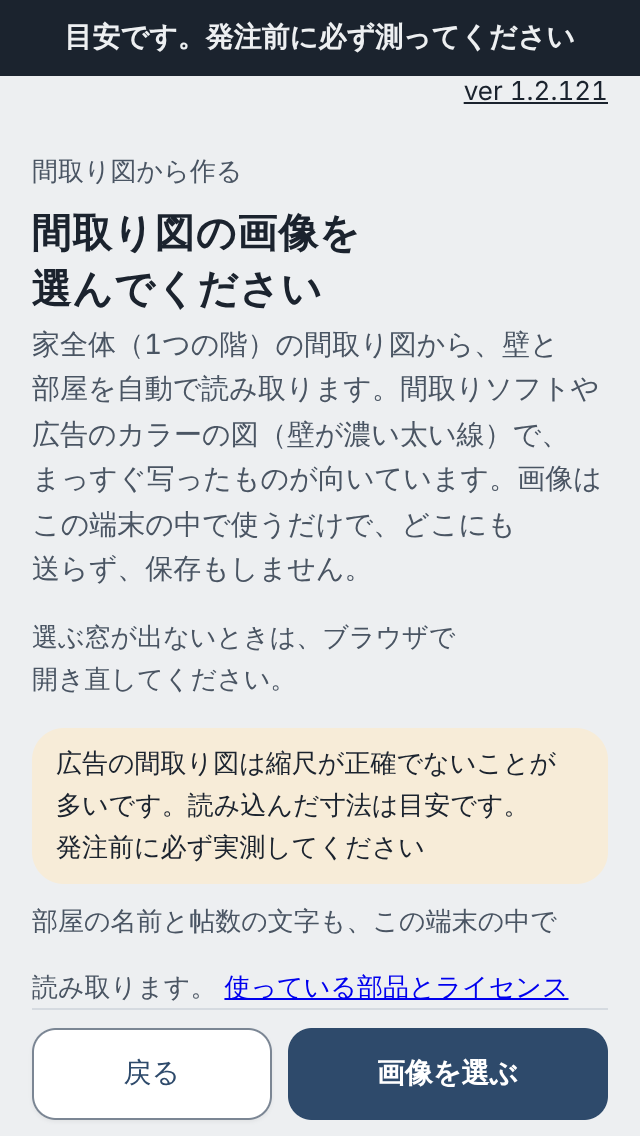 目安です。発注前に必ず測ってください
ver 1.2.121
間取り図から作る
間取り図の画像を
選んでください
家全体（1つの階）の間取り図から、壁と
部屋を自動で読み取ります。間取りソフトや
広告のカラーの図（壁が濃い太い線）で、
まっすぐ写ったものが向いています。画像は
この端末の中で使うだけで、どこにも
送らず、保存もしません。
選ぶ窓が出ないときは、ブラウザで
開き直してください。
広告の間取り図は縮尺が正確でないことが
多いです。読み込んだ寸法は目安です。
発注前に必ず実測してください
部屋の名前と帖数の文字も、この端末の中で
読み取ります。 使っている部品とライセンス
戻る
画像を選ぶ